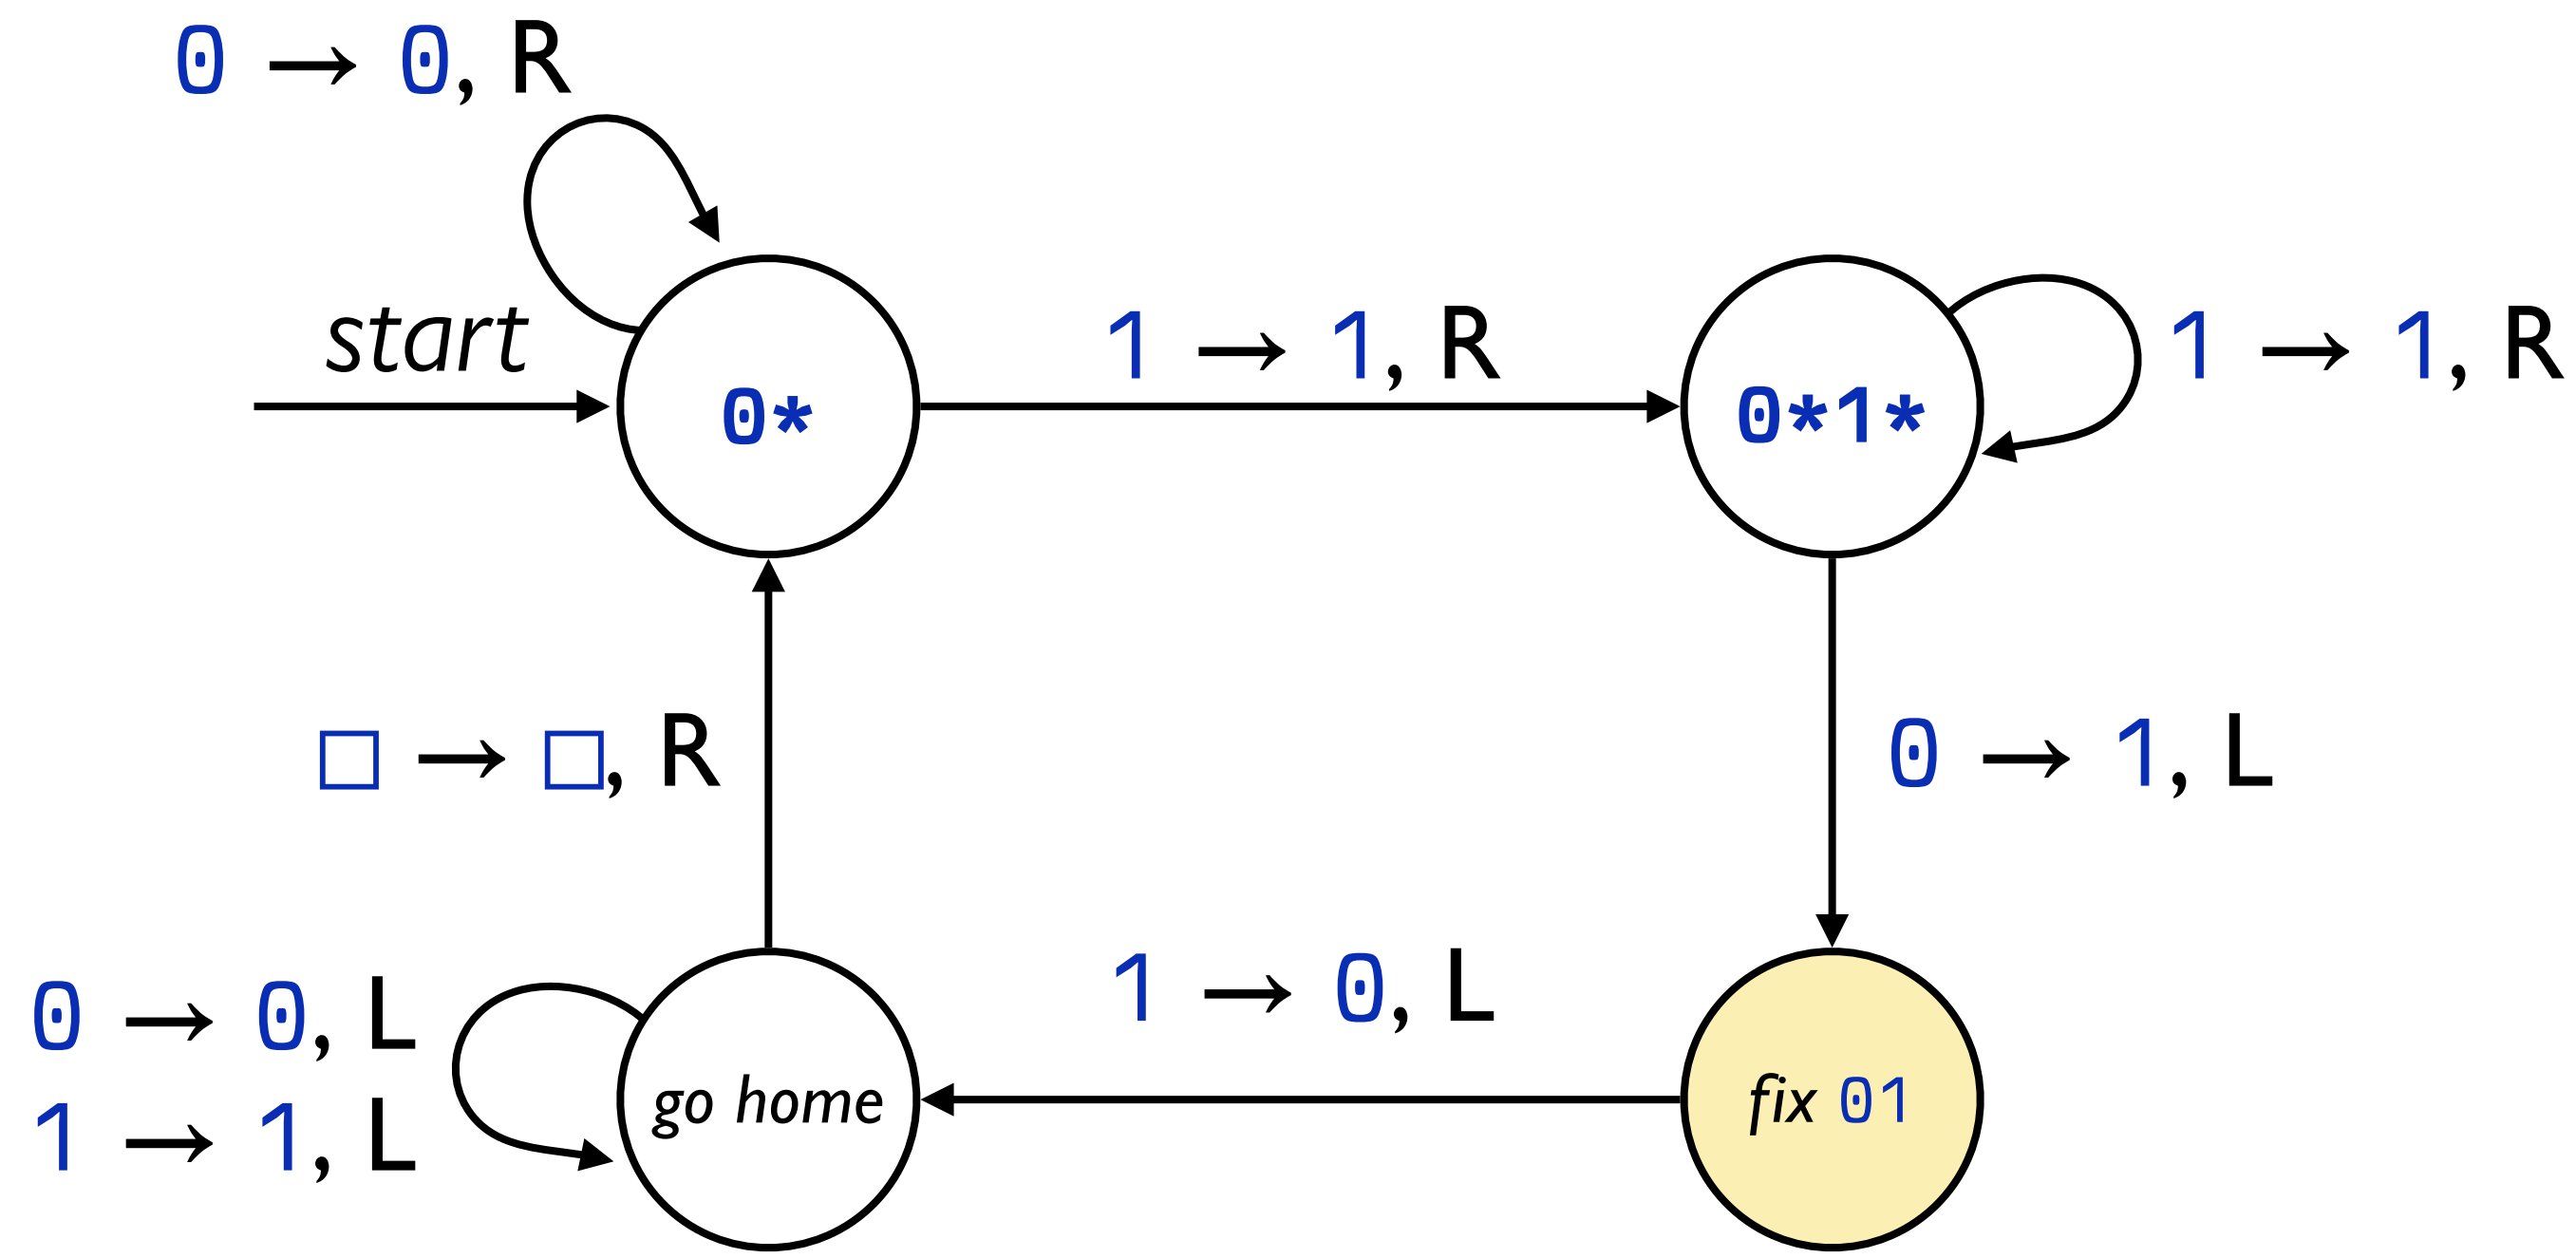 0 → 0, R
start
1 → 1, R
1 → 1, R
0*
0*1*
□ → □, R
0 → 1, L
1 → 0, L
0 → 0, L
1 → 1, L
go home
fix 01